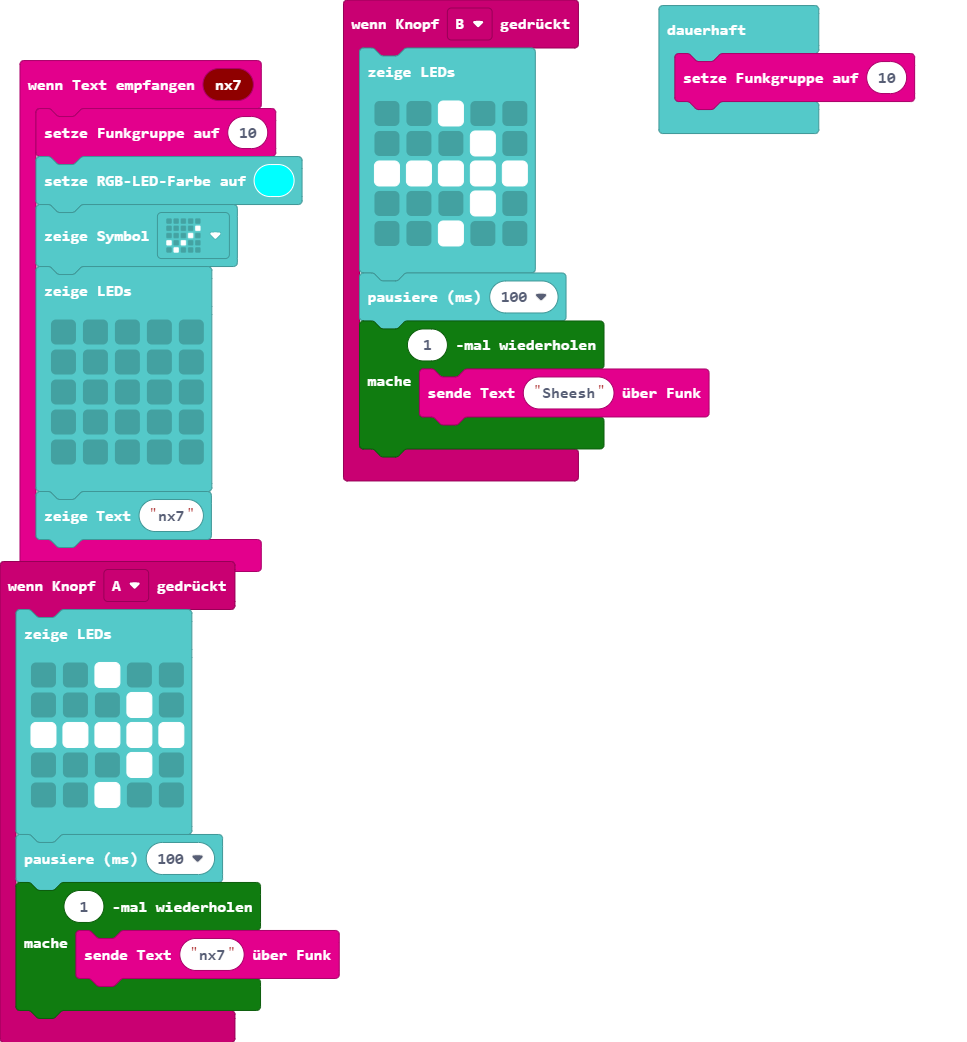 wenn Text empfangen nx7
setze Funkgruppe auf 10
setze RGB-LED-Farbe auf
zeige Symbol
zeige LEDs
zeige Text "nx7"
wenn Knopf A gedrückt
zeige LEDs
pausiere (ms) 100
1 -mal wiederholen
mache
sende Text "nx7" über Funk
wenn Knopf B gedrückt
zeige LEDs
pausiere (ms) 100
1 -mal wiederholen
mache
sende Text "Sheesh" über Funk
dauerhaft
setze Funkgruppe auf 10